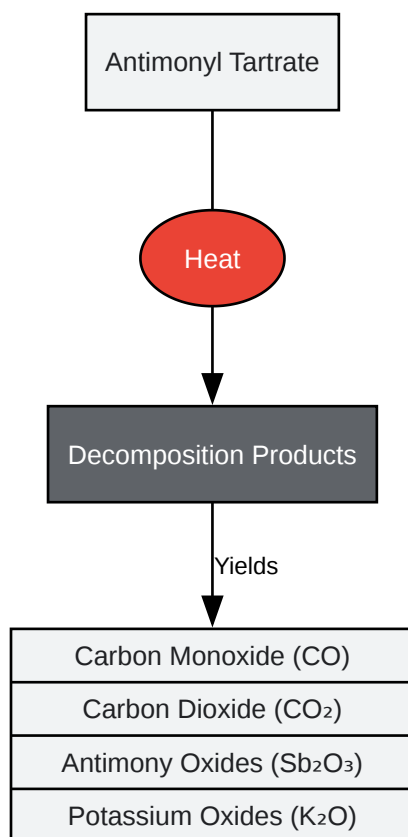 Antimonyl Tartrate
Heat
Decomposition Products
Yields
Carbon Monoxide (CO)
Carbon Dioxide (CO₂)
Antimony Oxides (Sb₂O₃)
Potassium Oxides (K₂O)